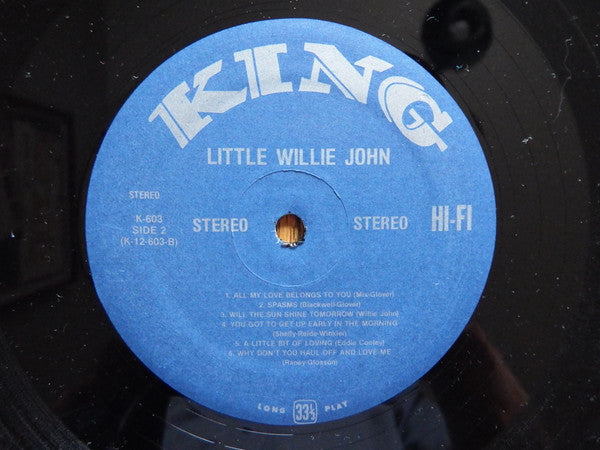 KING
LITTLE WILLIE JOHN
STEREO
K-603
SIDE 2
(K-12-603-B)
STEREO
STEREO
HI-FI
1. ALL MY LOVE BELONGS TO YOU (Mix-Glover)
2. SPASMS (Blackwell-Glover)
3. WILL THE SUN SHINE TOMORROW (Willie John)
4. YOU GOT TO GET UP EARLY IN THE MORNING
(Shelly-Reide-Winkler)
5. A LITTLE BIT OF LOVING (Eddie Cooley)
6. WHY DON'T YOU HAUL OFF AND LOVE ME
(Raney-Glosson)
LONG 33⅓ PLAY